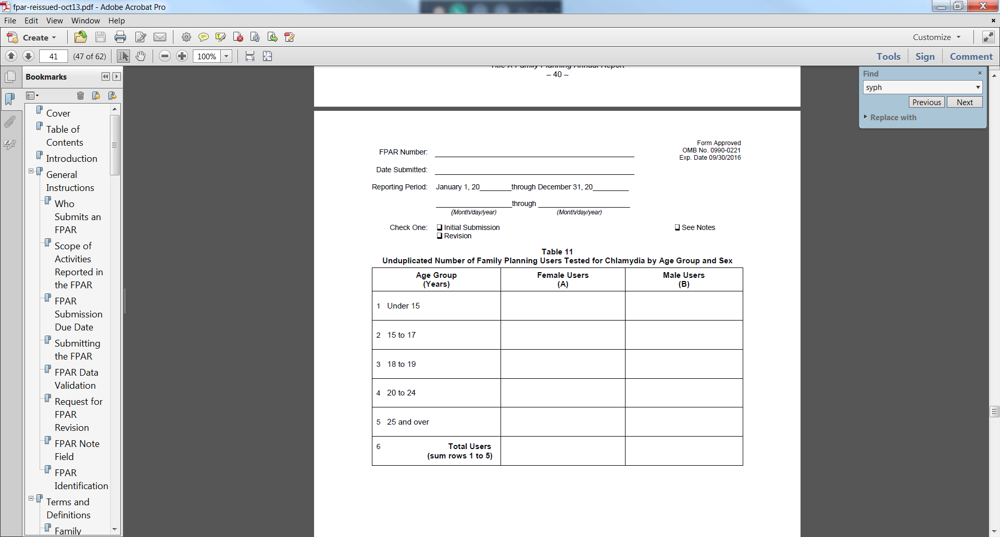 fpar-reissued-oct13.pdf - Adobe Acrobat Pro
File Edit View Window Help
Create
Customize
41 (47 of 62) 100%
Tools Sign Comment
Bookmarks
Cover
Table of
Contents
Introduction
General
Instructions
Who
Submits an
FPAR
Scope of
Activities
Reported in
the FPAR
FPAR
Submission
Due Date
Submitting
the FPAR
FPAR Data
Validation
Request for
FPAR
Revision
FPAR Note
Field
FPAR
Identification
Terms and
Definitions
Family
Title X Family Planning Annual Report
– 40 –
Form Approved
OMB No. 0990-0221
Exp. Date 09/30/2016
FPAR Number:
Date Submitted:
Reporting Period: January 1, 20________through December 31, 20_________
through
(Month/day/year) (Month/day/year)
Check One: Initial Submission See Notes
Revision
Table 11
Unduplicated Number of Family Planning Users Tested for Chlamydia by Age Group and Sex
Age Group Female Users Male Users
(Years) (A) (B)
1 Under 15
2 15 to 17
3 18 to 19
4 20 to 24
5 25 and over
6 Total Users
(sum rows 1 to 5)
Find
syph
Previous Next
Replace with